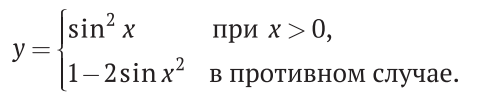 y = { sin² x при x > 0,
1 − 2 sin x² в противном случае.